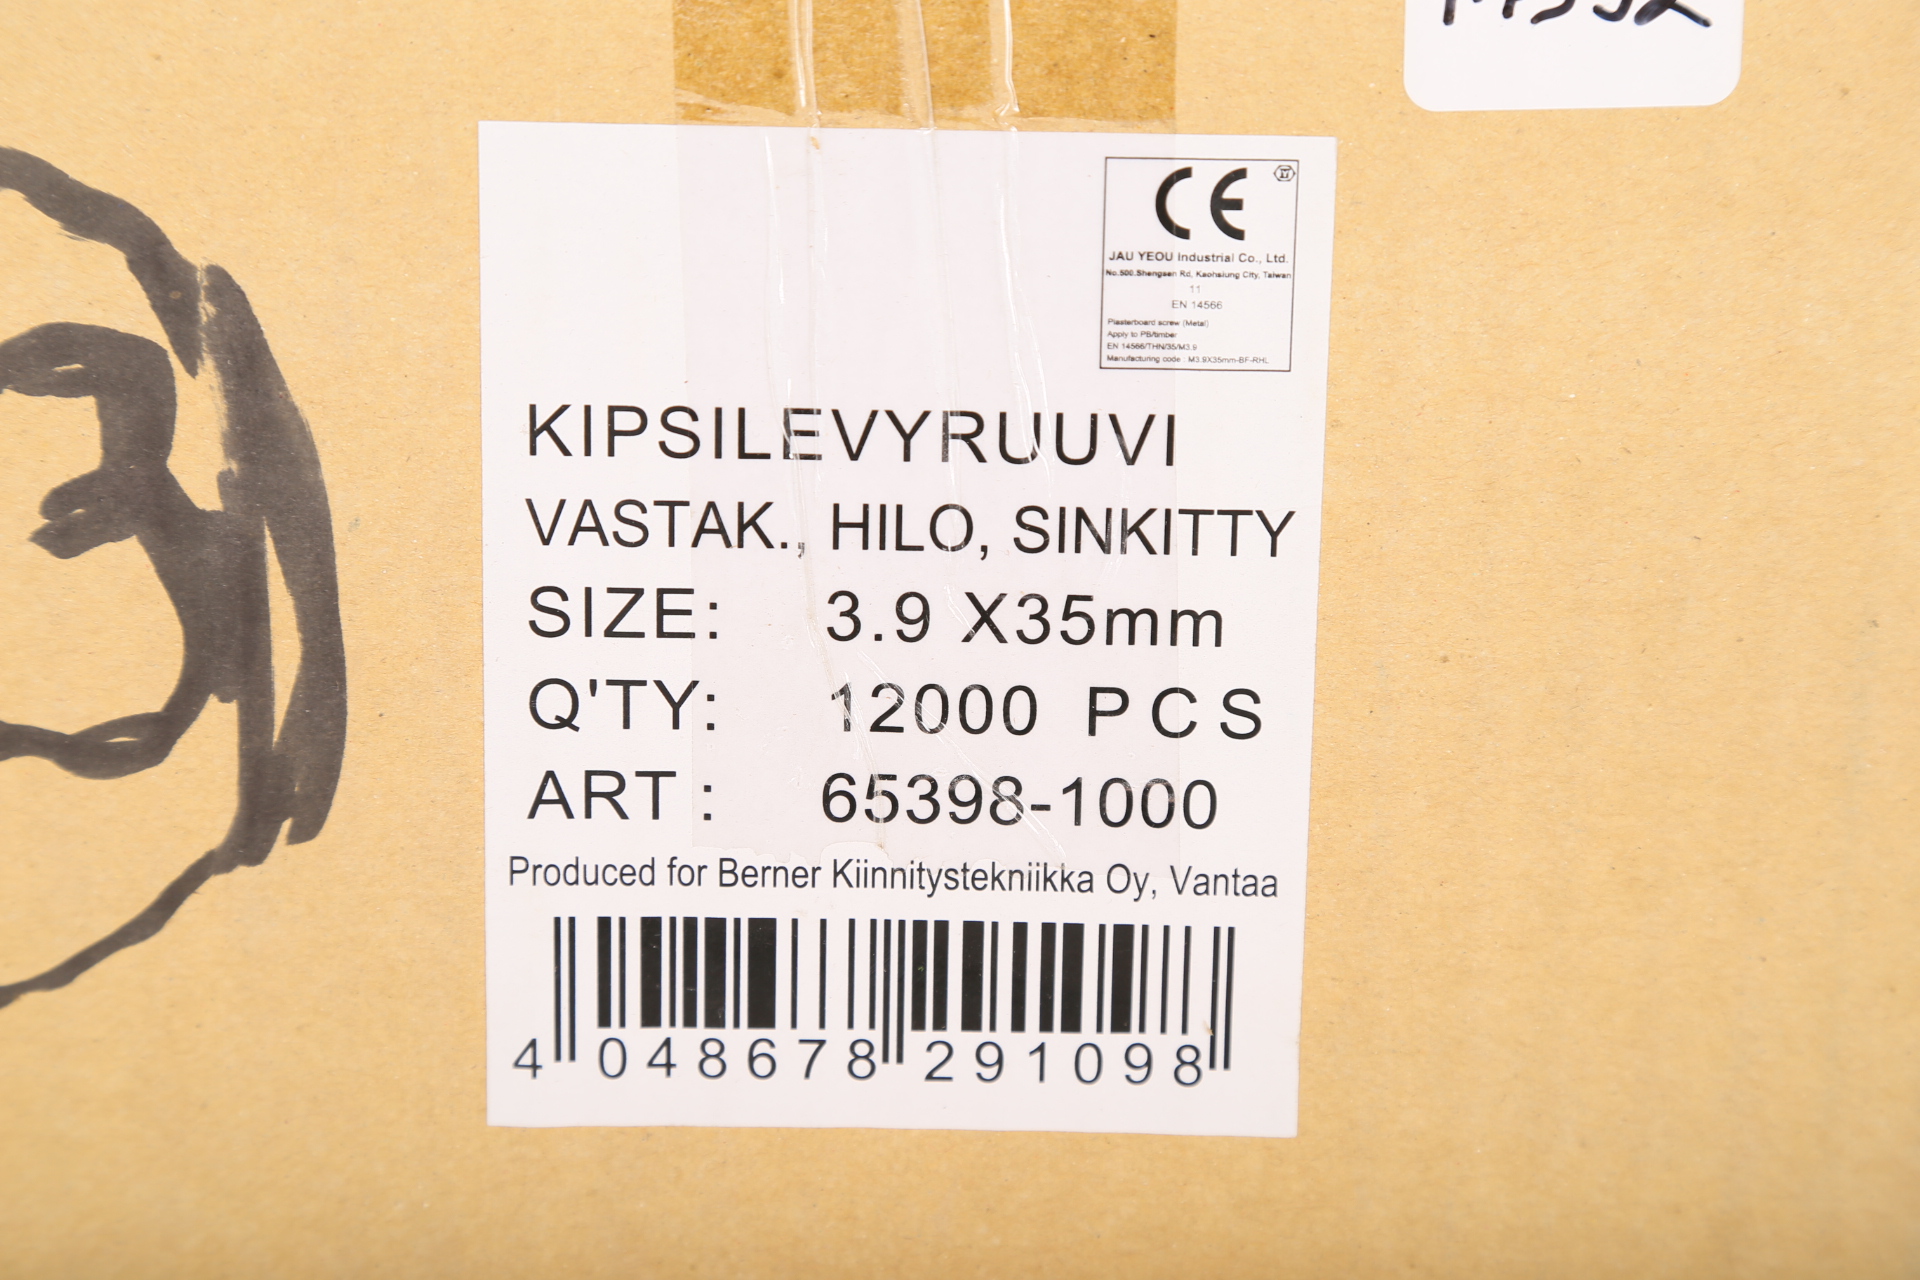 CE
JAU YEOU Industrial Co., Ltd.
No.500.Shengsen Rd, Kaohsiung City, Taiwan
11
EN 14566
Plasterboard screw (Metal)
Apply to PB/timber
EN 14566/THN/35/M3.9
Manufacturing code : M3.9X35mm-BF-RHL
KIPSILEVYRUUVI
VASTAK., HILO, SINKITTY
SIZE: 3.9 X35mm
Q'TY: 12000 PCS
ART : 65398-1000
Produced for Berner Kiinnitystekniikka Oy, Vantaa
4 048678 291098